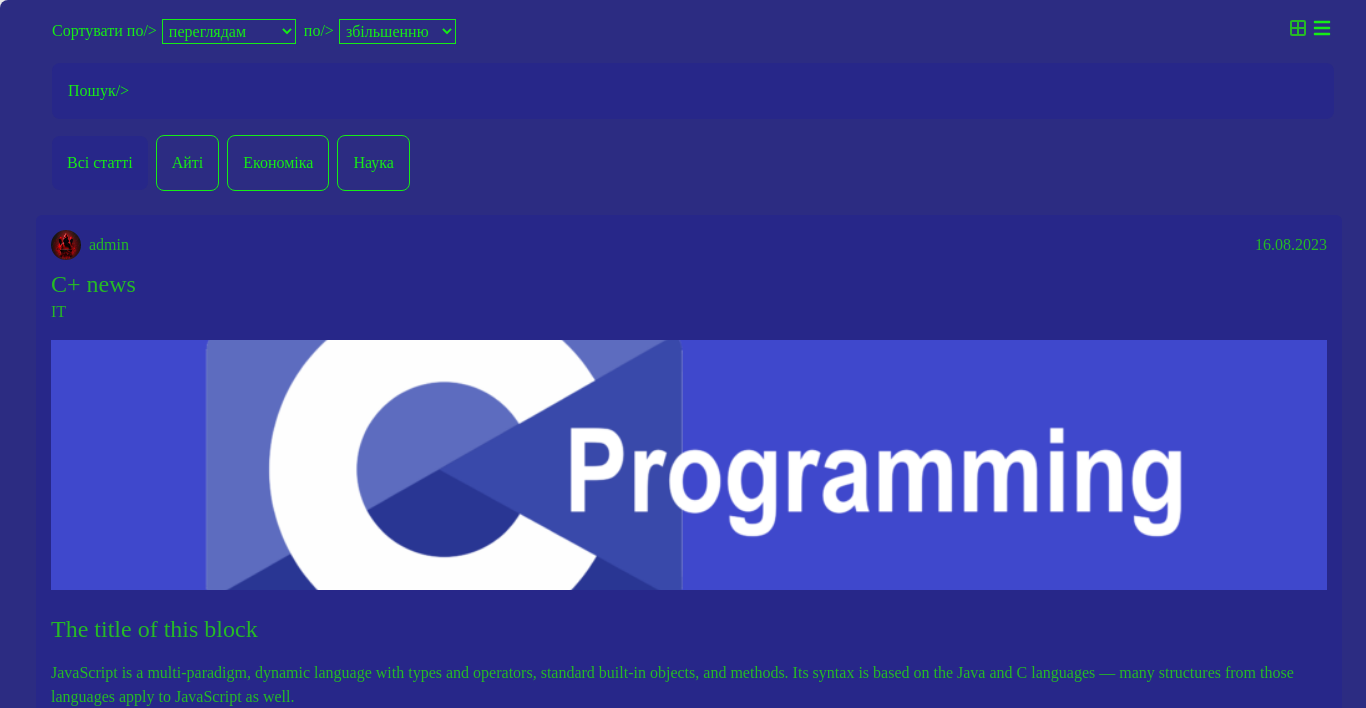 Сортувати по/> переглядам по/> збільшенню
Пошук/>
Всі статті Айті Економіка Наука
admin 16.08.2023
C+ news
IT
Programming
The title of this block
JavaScript is a multi-paradigm, dynamic language with types and operators, standard built-in objects, and methods. Its syntax is based on the Java and C languages — many structures from those
languages apply to JavaScript as well.